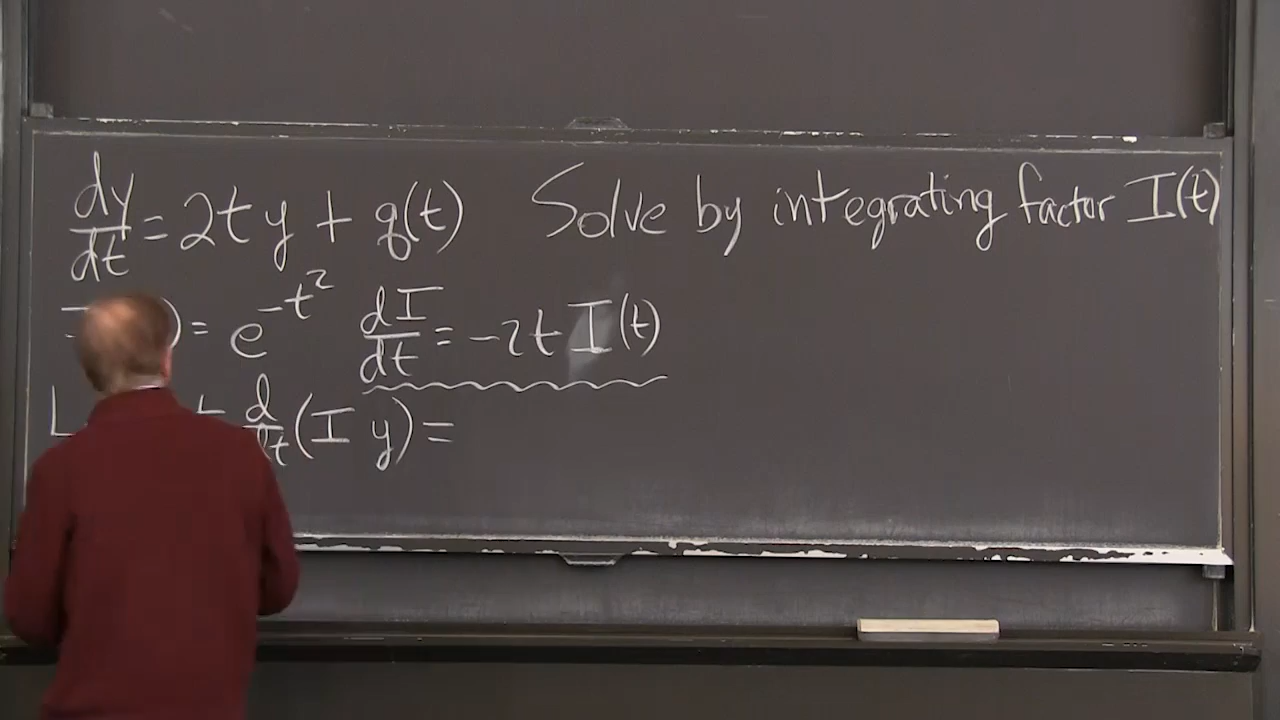 dy/dt = 2t y + q(t) Solve by integrating factor I(t)
) = e^{-t^2} dI/dt = -2t I(t)
L t d/dt (I y) =